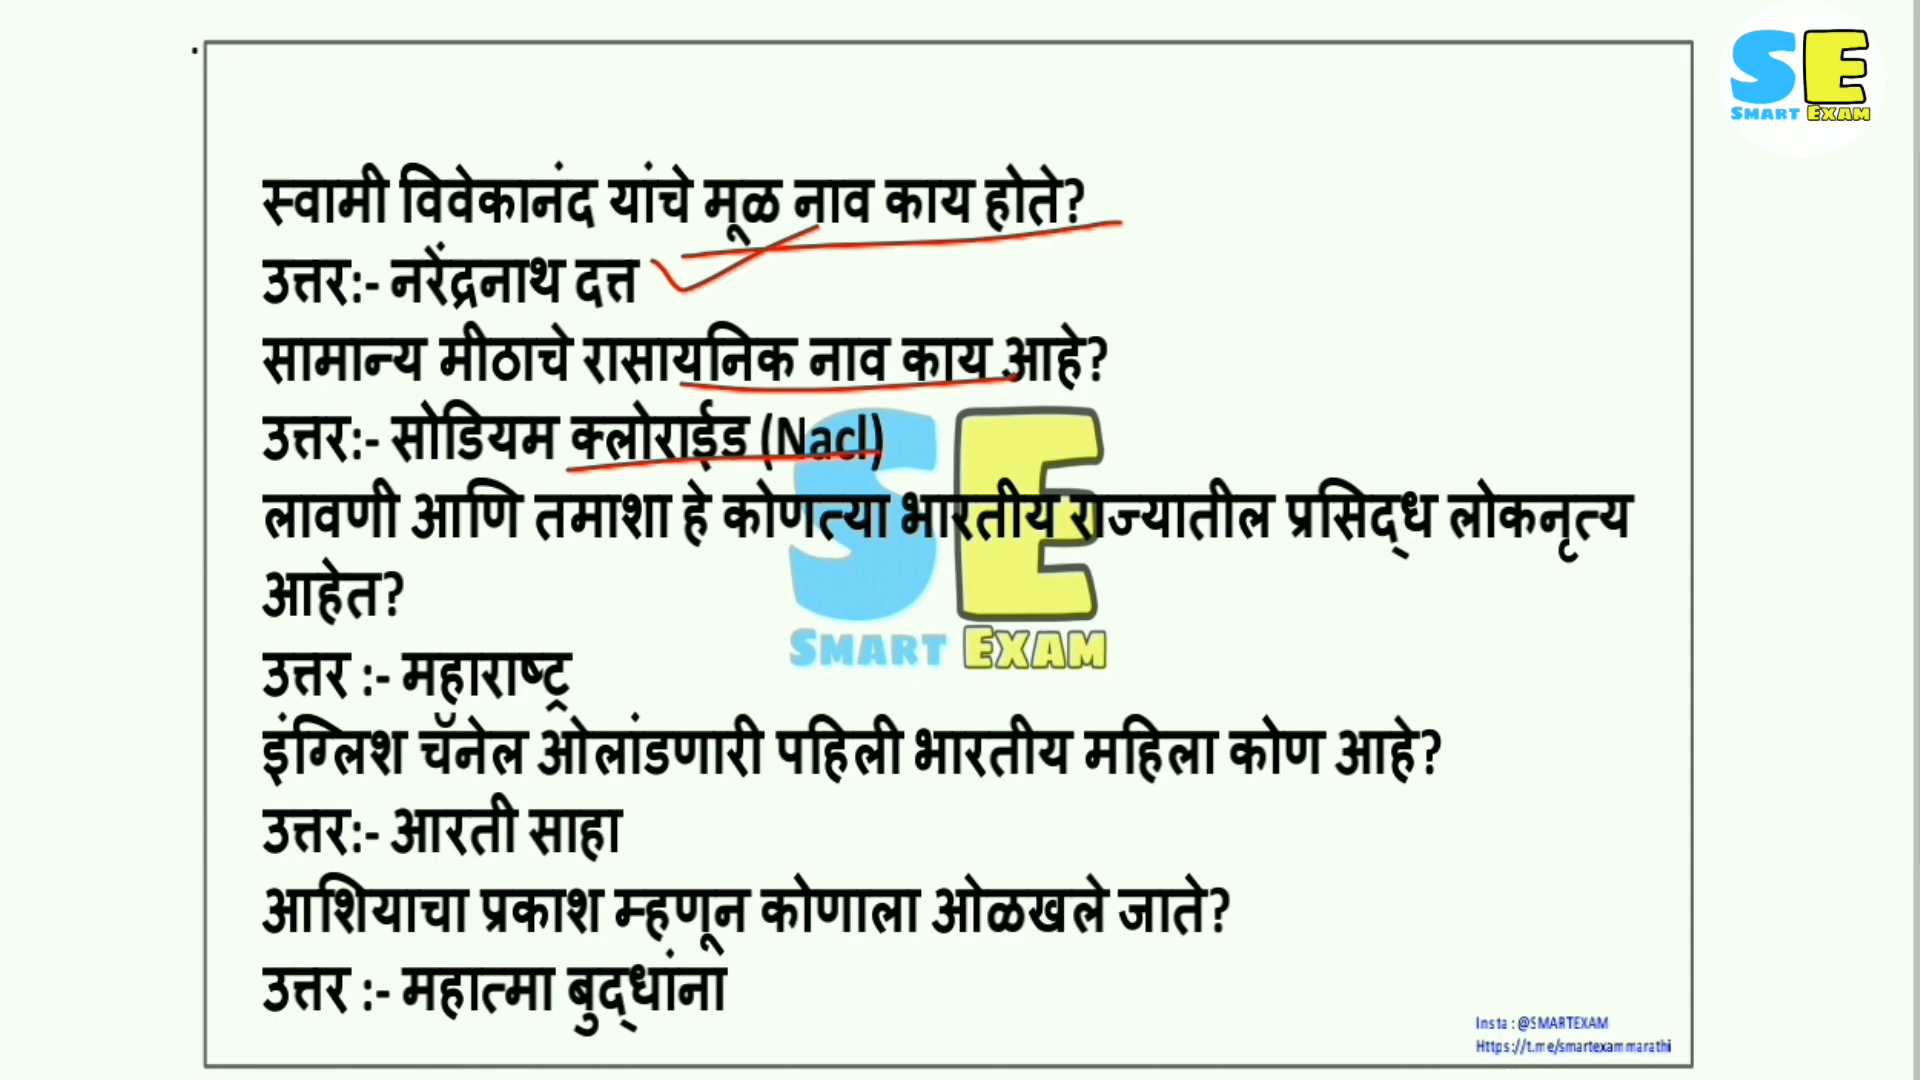 SE
SMART EXAM
स्वामी विवेकानंद यांचे मूळ नाव काय होते?
उत्तर:- नरेंद्रनाथ दत्त
सामान्य मीठाचे रासायनिक नाव काय आहे?
उत्तर:- सोडियम क्लोराईड (Nacl)
लावणी आणि तमाशा हे कोणत्या भारतीय राज्यातील प्रसिद्ध लोकनृत्य
आहेत?
SE
SMART EXAM
उत्तर :- महाराष्ट्र
इंग्लिश चॅनेल ओलांडणारी पहिली भारतीय महिला कोण आहे?
उत्तर:- आरती साहा
आशियाचा प्रकाश म्हणून कोणाला ओळखले जाते?
उत्तर :- महात्मा बुद्धांना
Insta : @SMARTEXAM
Https://t.me/smartexammarathi